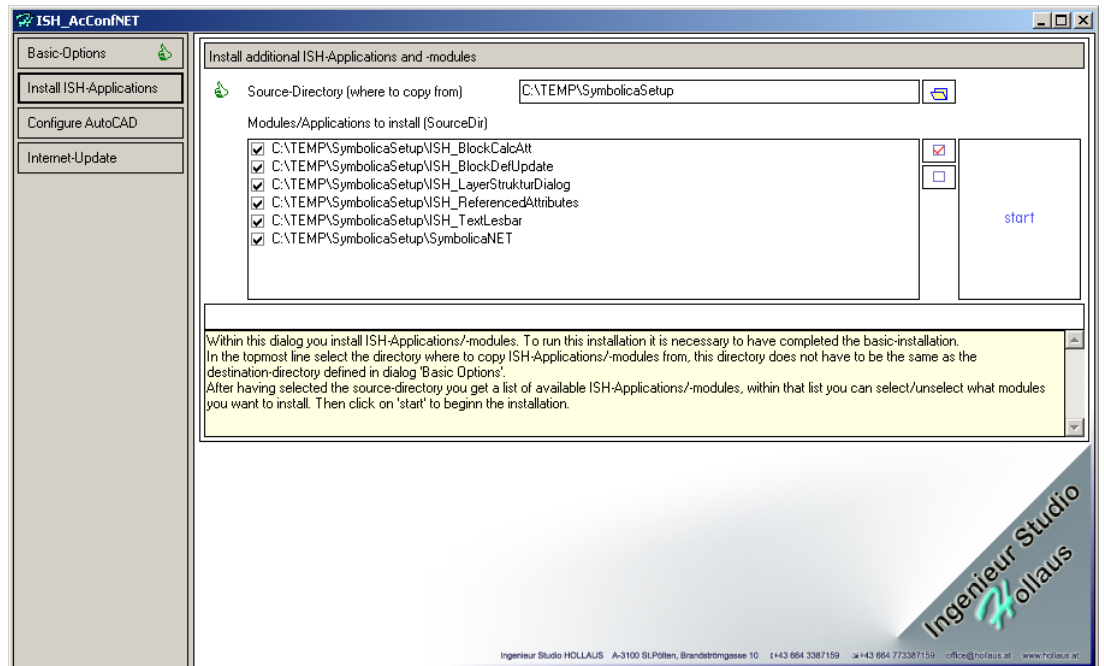 ISH_AcConfNET
Basic-Options
Install ISH-Applications
Configure AutoCAD
Internet-Update
Install additional ISH-Applications and -modules
Source-Directory (where to copy from)
C:\TEMP\SymbolicaSetup
Modules/Applications to install (SourceDir)
C:\TEMP\SymbolicaSetup\ISH_BlockCalcAtt
C:\TEMP\SymbolicaSetup\ISH_BlockDefUpdate
C:\TEMP\SymbolicaSetup\ISH_LayerStrukturDialog
C:\TEMP\SymbolicaSetup\ISH_ReferencedAttributes
C:\TEMP\SymbolicaSetup\ISH_TextLesbar
C:\TEMP\SymbolicaSetup\SymbolicaNET
start
Within this dialog you install ISH-Applications/-modules. To run this installation it is necessary to have completed the basic-installation.
In the topmost line select the directory where to copy ISH-Applications/-modules from, this directory does not have to be the same as the
destination-directory defined in dialog 'Basic Options'.
After having selected the source-directory you get a list of available ISH-Applications/-modules, within that list you can select/unselect what modules
you want to install. Then click on 'start' to beginn the installation.
Ingenieur Studio
Hollaus
Ingenieur Studio HOLLAUS A-3100 St.Pölten, Brandströmgasse 10 +43 664 3387159 +43 664 773387159 office@hollaus.at www.hollaus.at